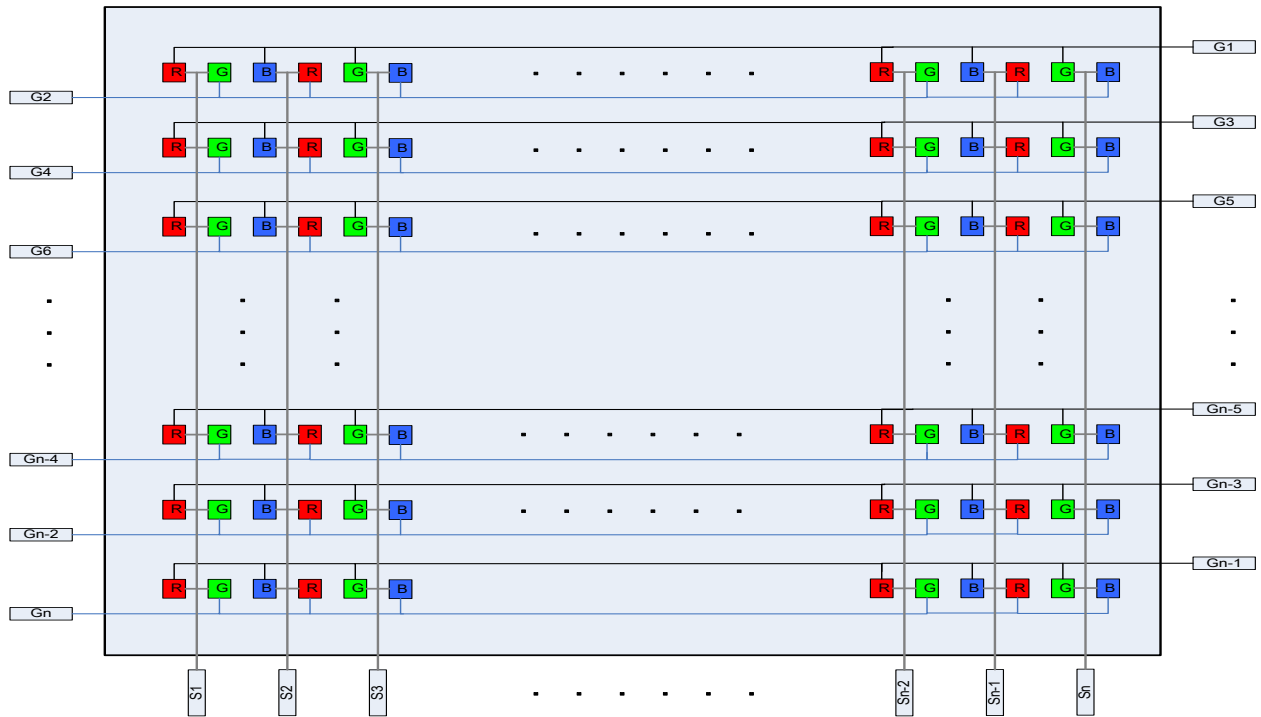 G1
R G B R G B R G B R G B
G2
G3
R G B R G B R G B R G B
G4
G5
R G B R G B R G B R G B
G6
Gn-5
R G B R G B R G B R G B
Gn-4
Gn-3
R G B R G B R G B R G B
Gn-2
Gn-1
R G B R G B R G B R G B
Gn
S1 S2 S3 Sn-2 Sn-1 Sn